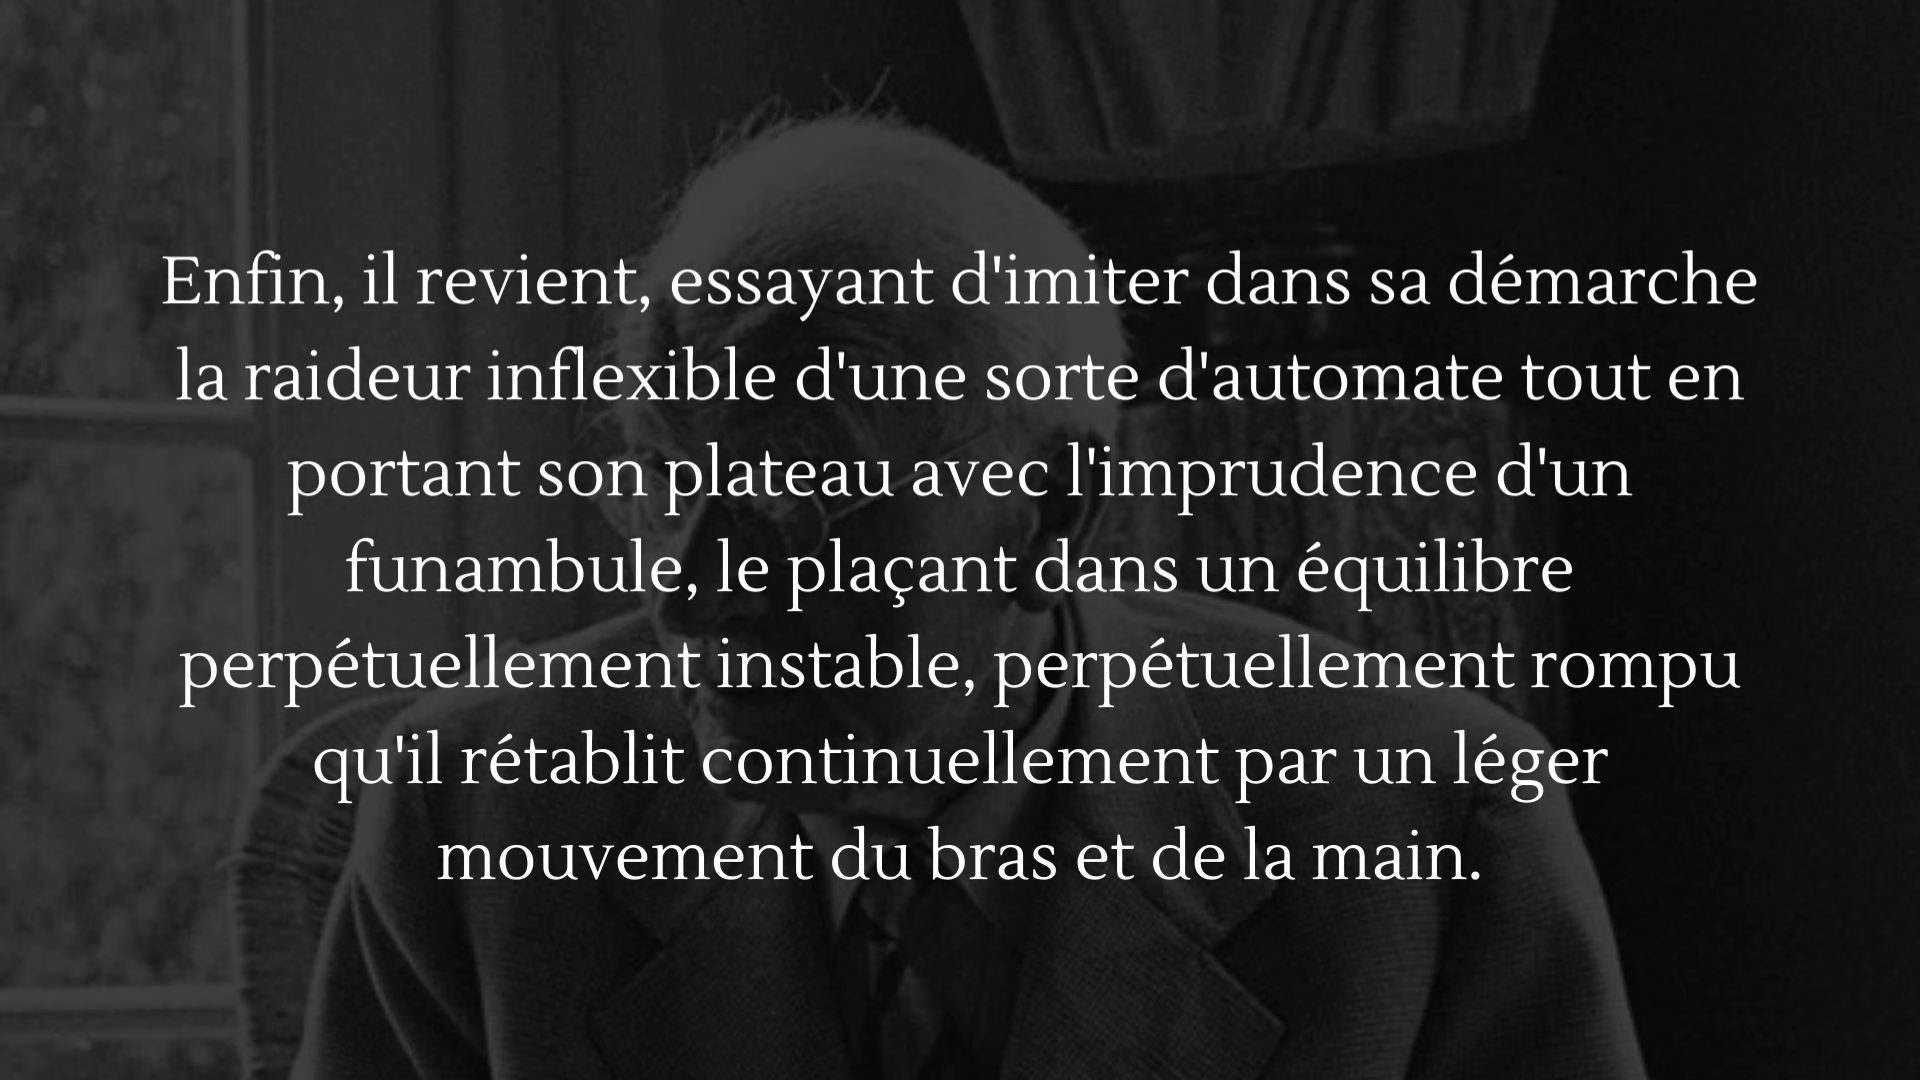 Enfin, il revient, essayant d'imiter dans sa démarche
la raideur inflexible d'une sorte d'automate tout en
portant son plateau avec l'imprudence d'un
funambule, le plaçant dans un équilibre
perpétuellement instable, perpétuellement rompu
qu'il rétablit continuellement par un léger
mouvement du bras et de la main.